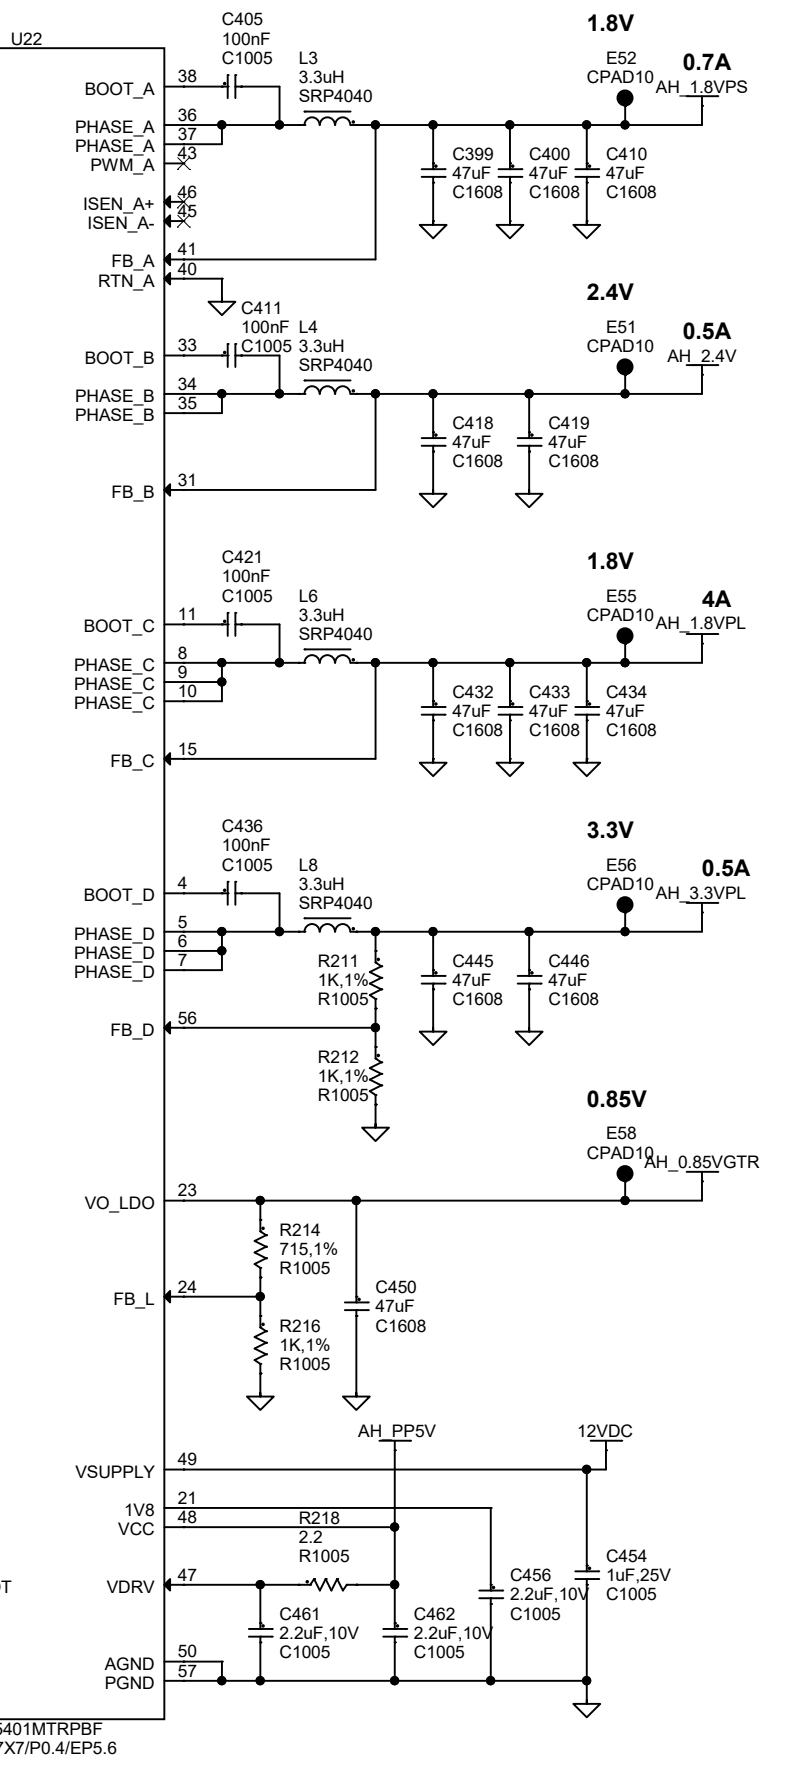 U22
C405
100nF
C1005
L3
3.3uH
SRP4040
1.8V
E52
CPAD10
0.7A
AH_1.8VPS
BOOT_A
38
PHASE_A
36
PHASE_A
37
PWM_A
43
ISEN_A+
46
ISEN_A-
45
FB_A
41
RTN_A
40
C399
47uF
C1608
C400
47uF
C1608
C410
47uF
C1608
C411
100nF
C1005
L4
3.3uH
SRP4040
2.4V
E51
CPAD10
0.5A
AH_2.4V
BOOT_B
33
PHASE_B
34
PHASE_B
35
FB_B
31
C418
47uF
C1608
C419
47uF
C1608
C421
100nF
C1005
L6
3.3uH
SRP4040
1.8V
E55
CPAD10
4A
AH_1.8VPL
BOOT_C
11
PHASE_C
8
PHASE_C
9
PHASE_C
10
FB_C
15
C432
47uF
C1608
C433
47uF
C1608
C434
47uF
C1608
C436
100nF
C1005
L8
3.3uH
SRP4040
3.3V
E56
CPAD10
0.5A
AH_3.3VPL
BOOT_D
4
PHASE_D
5
PHASE_D
6
PHASE_D
7
FB_D
56
R211
1K,1%
R1005
R212
1K,1%
R1005
C445
47uF
C1608
C446
47uF
C1608
0.85V
E58
CPAD10
AH_0.85VGTR
VO_LDO
23
FB_L
24
R214
715,1%
R1005
R216
1K,1%
R1005
C450
47uF
C1608
AH_PP5V
12VDC
VSUPPLY
49
1V8
21
VCC
48
VDRV
47
AGND
50
PGND
57
R218
2.2
R1005
C461
2.2uF,10V
C1005
C462
2.2uF,10V
C1005
C456
2.2uF,10V
C1005
C454
1uF,25V
C1005
OT
5401MTRPBF
7X7/P0.4/EP5.6